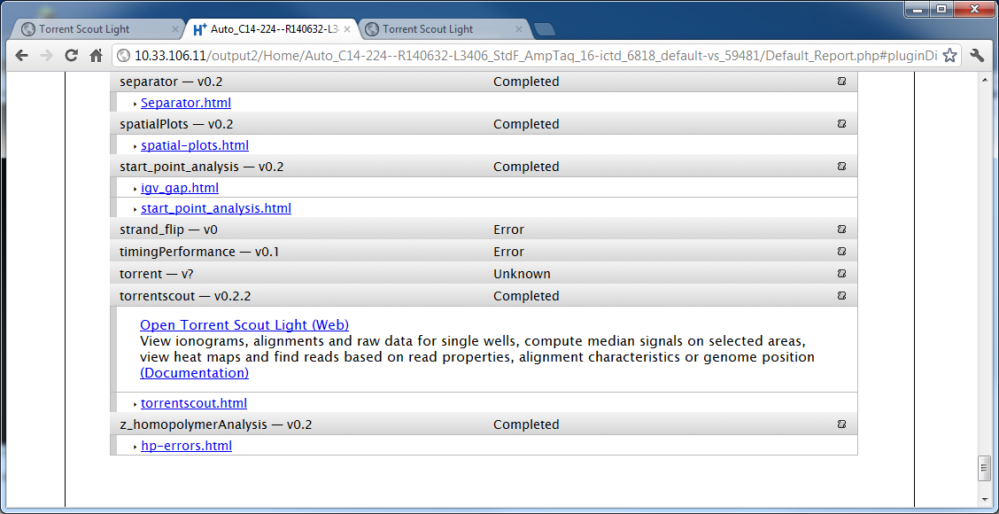 Torrent Scout Light
Auto_C14-224--R140632-L3
Torrent Scout Light
10.33.106.11/output2/Home/Auto_C14-224--R140632-L3406_StdF_AmpTaq_16-ictd_6818_default-vs_59481/Default_Report.php#pluginDi
separator — v0.2 Completed
Separator.html
spatialPlots — v0.2 Completed
spatial-plots.html
start_point_analysis — v0.2 Completed
igv_gap.html
start_point_analysis.html
strand_flip — v0 Error
timingPerformance — v0.1 Error
torrent — v? Unknown
torrentscout — v0.2.2 Completed
Open Torrent Scout Light (Web)
View ionograms, alignments and raw data for single wells, compute median signals on selected areas,
view heat maps and find reads based on read properties, alignment characteristics or genome position
(Documentation)
torrentscout.html
z_homopolymerAnalysis — v0.2 Completed
hp-errors.html